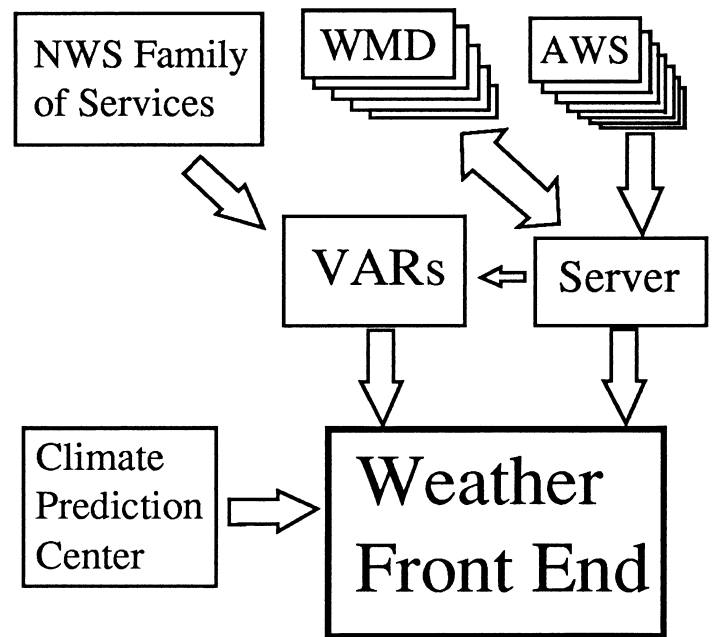 NWS Family
of Services
WMD
AWS
VARs
Server
Climate
Prediction
Center
Weather
Front End